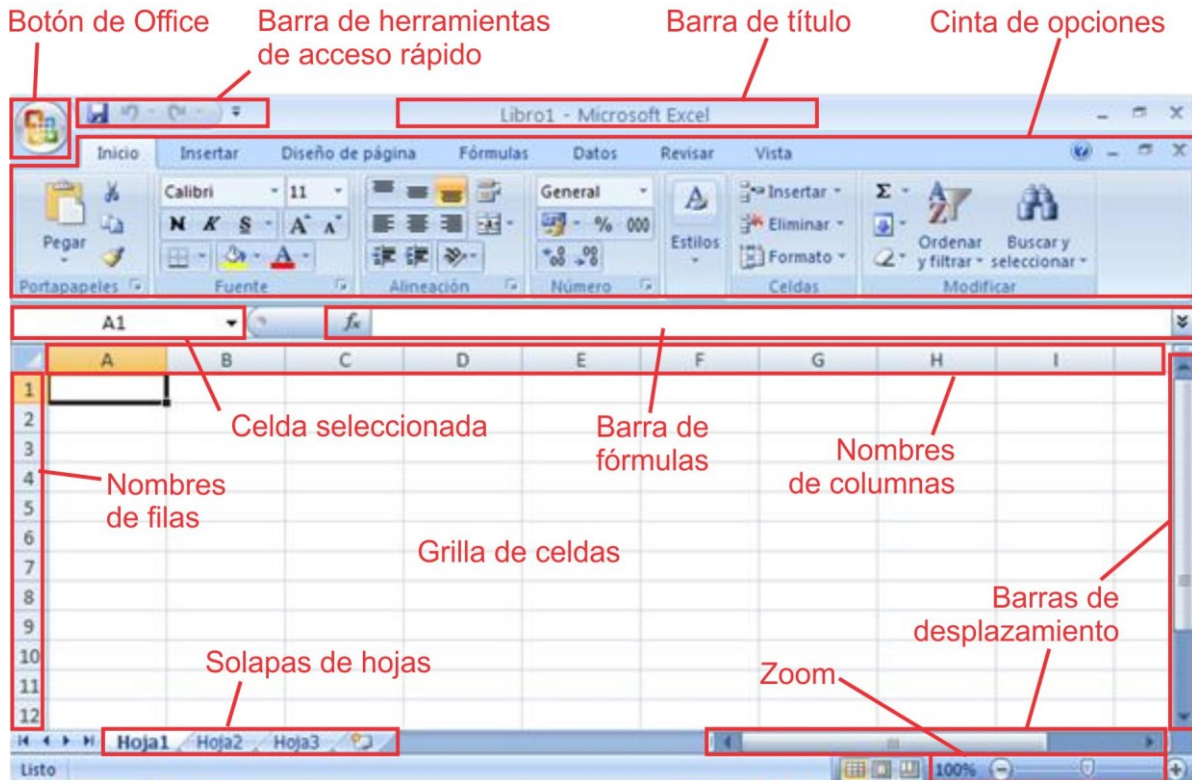 Botón de Office
Barra de herramientas
de acceso rápido
Barra de título
Cinta de opciones
Libro1 - Microsoft Excel
Inicio Insertar Diseño de página Fórmulas Datos Revisar Vista
Calibri 11 General Insertar Σ
N K S A A % 000 Eliminar
Pegar Estilos Ordenar Buscar y
A Formato y filtrar seleccionar
Portapapeles Fuente Alineación Número Celdas Modificar
A1 fx
A B C D E F G H I
1
2
Celda seleccionada
Barra de
fórmulas
Nombres
de columnas
3
4
Nombres
de filas
5
6
Grilla de celdas
7
8
9
Barras de
desplazamiento
10
Solapas de hojas
Zoom
11
12
Hoja1 Hoja2 Hoja3
Listo 100%